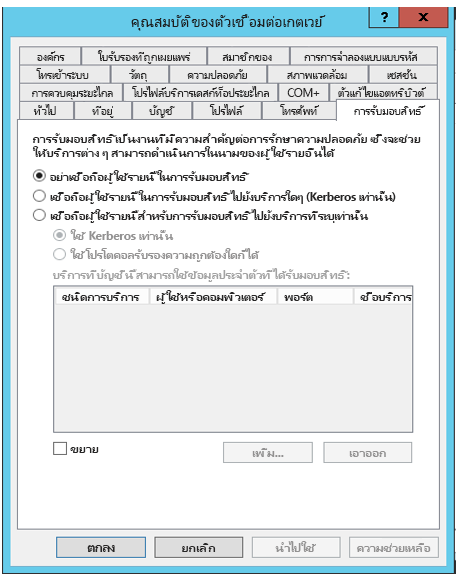 คุณสมบัติของตัวเชื่อมต่อเกตเวย์
?
x
องค์กร ใบรับรองที่ถูกเผยแพร่ สมาชิกของ การการจำลองแบบแบบรหัส
โทรเข้าระบบ วัตถุ ความปลอดภัย สภาพแวดล้อม เซสชั่น
การควบคุมระยะไกล โปรไฟล์บริการเดสก์ท็อประยะไกล COM+ ตัวแก้ไขแอตทริบิวต์
ทั่วไป ที่อยู่ บัญชี โปรไฟล์ โทรศัพท์ การรับมอบสิทธิ์
การรับมอบสิทธิ์เป็นงานที่มีความสำคัญต่อการรักษาความปลอดภัย ซึ่งจะช่วย
ให้บริการต่าง ๆ สามารถดำเนินการในนามของผู้ใช้รายอื่นได้
อย่าเชื่อถือผู้ใช้รายนี้ในการรับมอบสิทธิ์
เชื่อถือผู้ใช้รายนี้ในการรับมอบสิทธิ์ไปยังบริการใดๆ (Kerberos เท่านั้น)
เชื่อถือผู้ใช้รายนี้สำหรับการรับมอบสิทธิ์ไปยังบริการที่ระบุเท่านั้น
ใช้ Kerberos เท่านั้น
ใช้โปรโตคอลรับรองความถูกต้องใดก็ได้
บริการที่บัญชีนี้สามารถใช้ข้อมูลประจำตัวที่ได้รับมอบสิทธิ์:
ชนิดการบริการ ผู้ใช้หรือคอมพิวเตอร์ พอร์ต ชื่อบริการ
ขยาย เพิ่ม... เอาออก
ตกลง ยกเลิก นำไปใช้ ความช่วยเหลือ